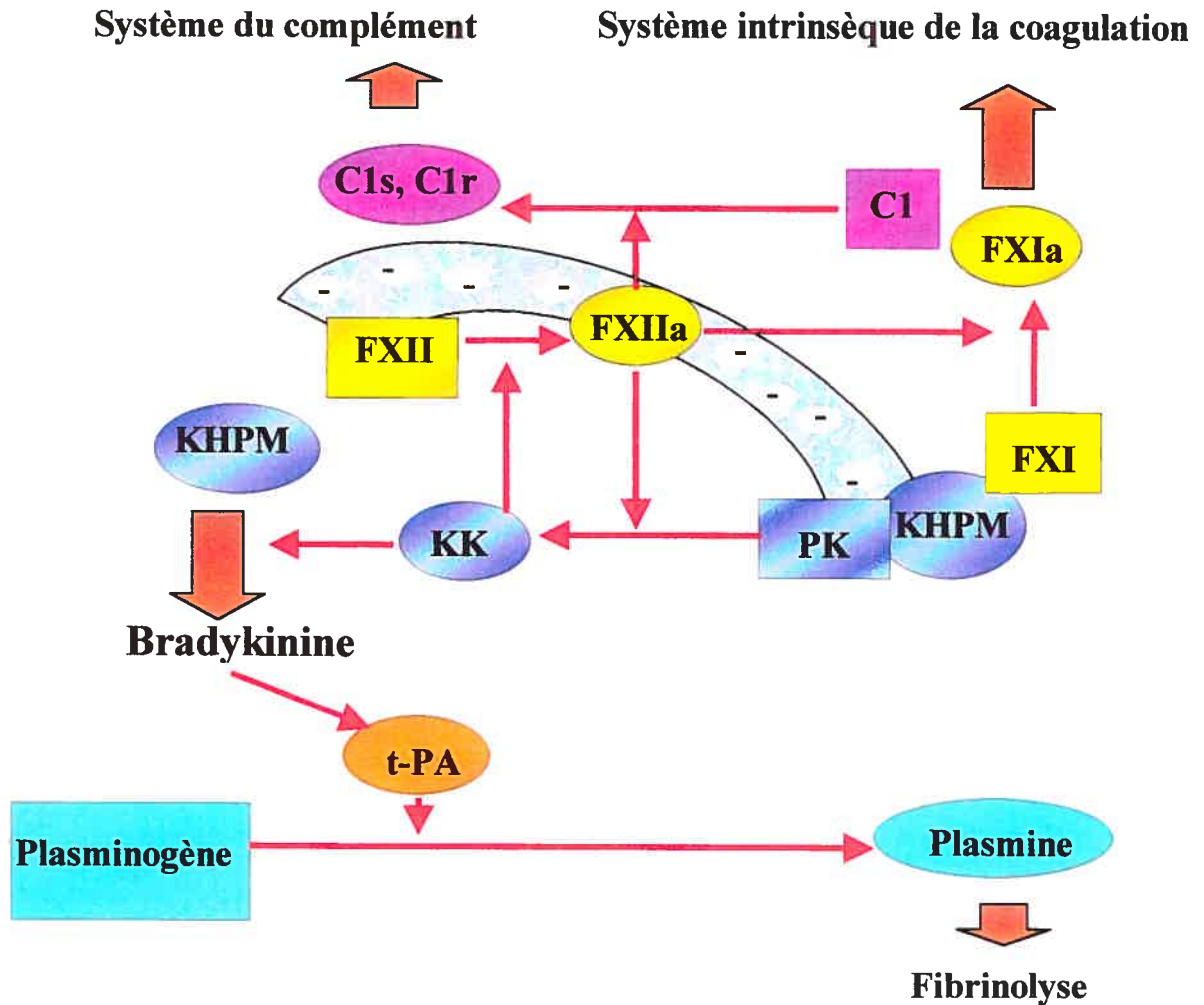 Système du complément
Système intrinsèque de la coagulation
C1s, C1r
C1
FXIa
-
-
-
-
FXII
FXIIa
-
-
-
-
KHPM
FXI
KK
PK
KHPM
Bradykinine
t-PA
Plasminogène
Plasmine
Fibrinolyse